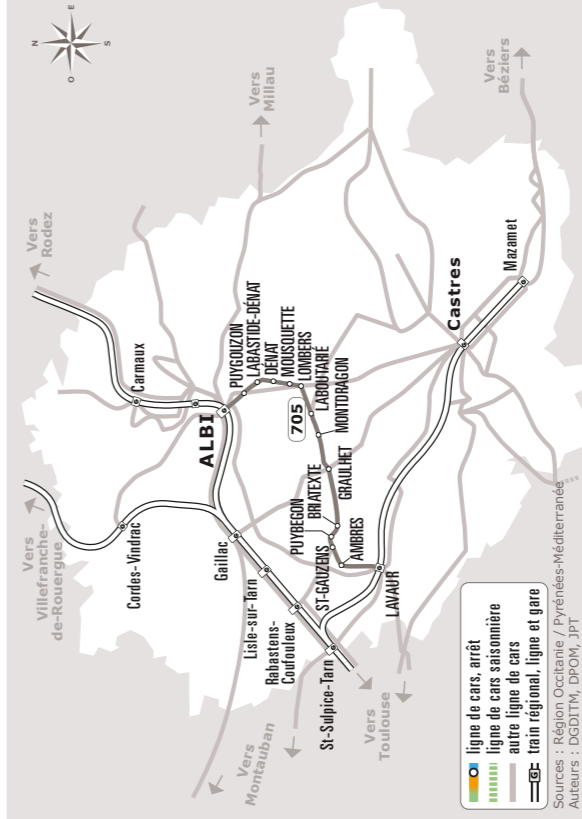 N
E
S
O
Vers
Rodez
Vers
Villefranche-
de-Rouergue
Vers
Millau
Vers
Béziers
Vers
Montauban
Vers
Toulouse
Carmaux
Cordes-Vindrac
ALBI
Gaillac
Lisle-sur-Tarn
Rabastens-
Coufouleux
St-Sulpice-Tarn
PUYGOUZON
LABASTIDE-DÉNAT
DÉNAT
MOUSQUETTE
LOMBERS
LABOUTARIÉ
MONTDRAGON
705
GRAULHET
BRIATEXTE
PUYBEGON
ST-GAUZENS
AMBRES
LAVAUR
Castres
Mazamet
ligne de cars, arrêt
ligne de cars saisonnière
autre ligne de cars
G train régional, ligne et gare
Sources : Région Occitanie / Pyrénées-Méditerranée
Auteurs : DGDITM, DPOM, JPT